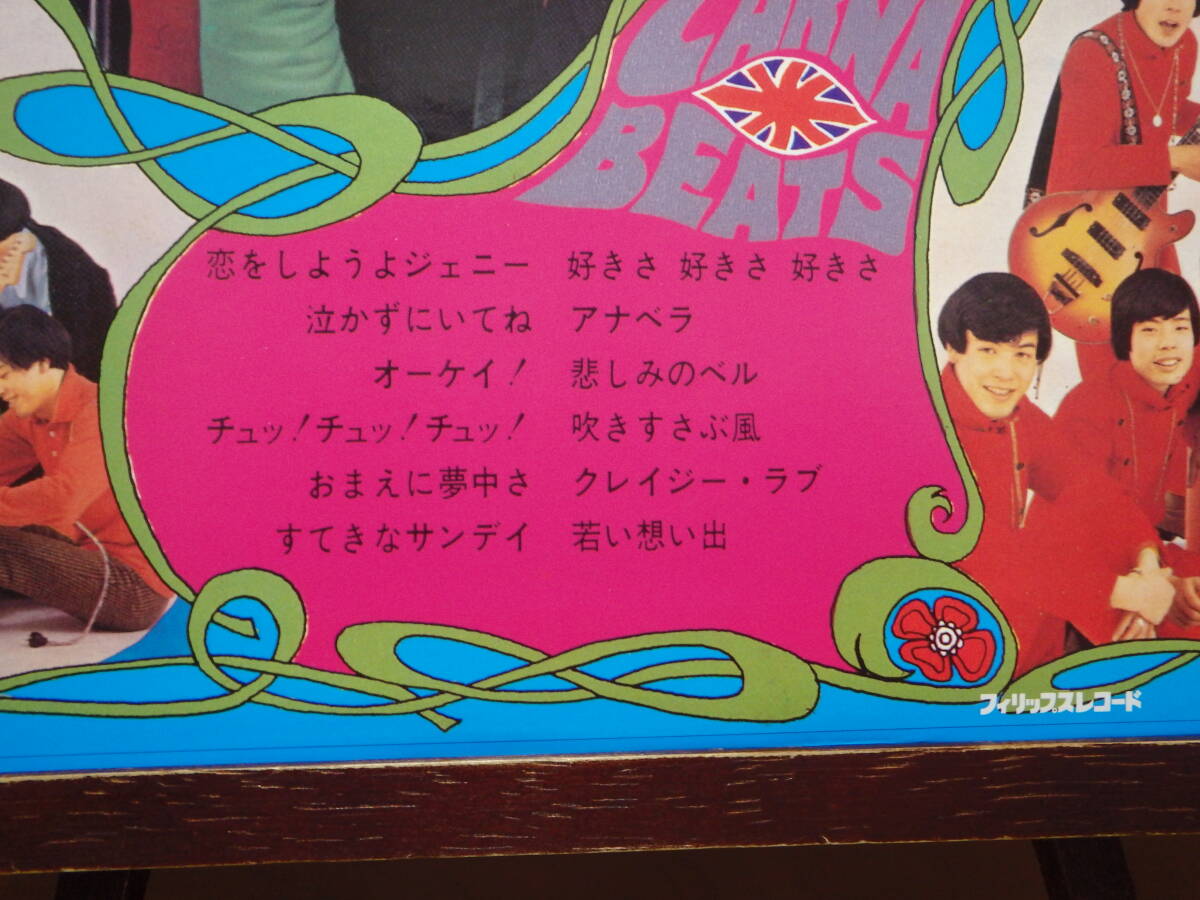 CARNA
BEATS
恋をしようよジェニー 好きさ 好きさ 好きさ
泣かずにいてね アナベラ
オーケイ! 悲しみのベル
チュッ!チュッ!チュッ! 吹きすさぶ風
おまえに夢中さ クレイジー・ラブ
すてきなサンデイ 若い想い出
フィリップスレコード